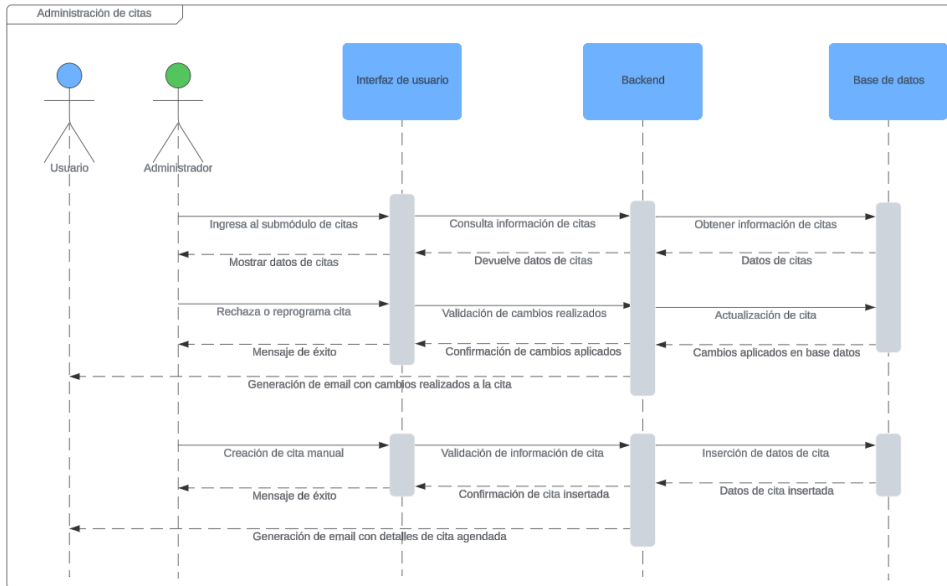 Administración de citas
Interfaz de usuario
Backend
Base de datos
Usuario
Administrador
Ingresa al submódulo de citas
Consulta información de citas
Obtener información de citas
Mostrar datos de citas
Devuelve datos de citas
Datos de citas
Rechaza o reprograma cita
Validación de cambios realizados
Actualización de cita
Mensaje de éxito
Confirmación de cambios aplicados
Cambios aplicados en base datos
Generación de email con cambios realizados a la cita
Creación de cita manual
Validación de información de cita
Inserción de datos de cita
Mensaje de éxito
Confirmación de cita insertada
Datos de cita insertada
Generación de email con detalles de cita agendada